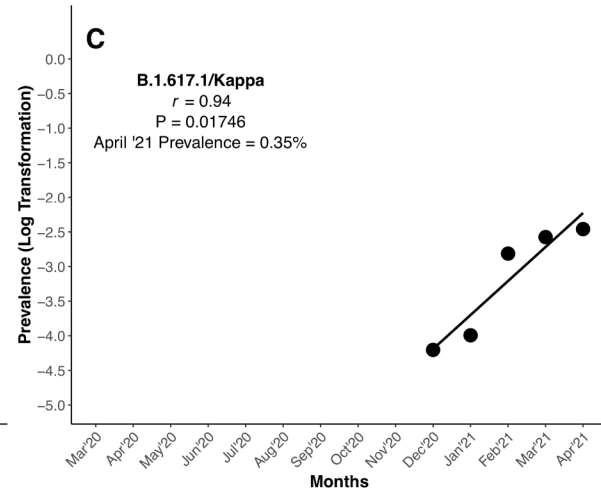 C
B.1.617.1/Kappa
r = 0.94
P = 0.01746
April '21 Prevalence = 0.35%
Prevalence (Log Transformation)
0.0
−0.5
−1.0
−1.5
−2.0
−2.5
−3.0
−3.5
−4.0
−4.5
−5.0
Mar'20
Apr'20
May'20
Jun'20
Jul'20
Aug'20
Sep'20
Oct'20
Nov'20
Dec'20
Jan'21
Feb'21
Mar'21
Apr'21
Months